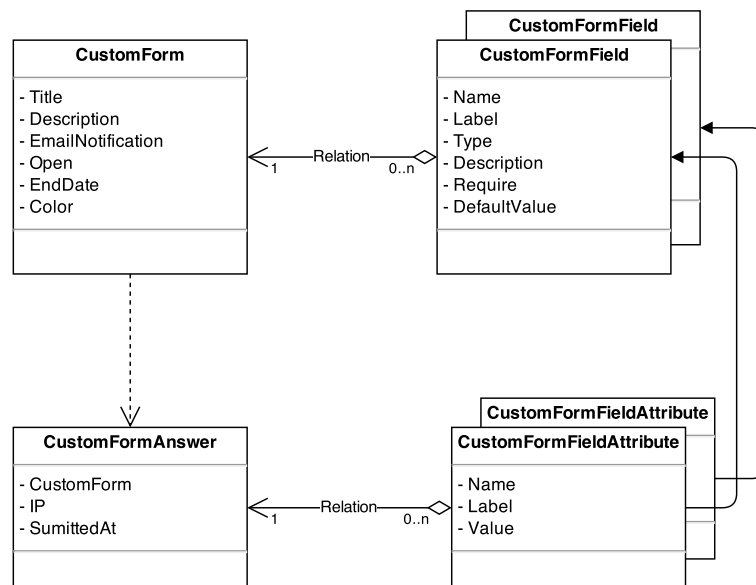 CustomFormField
CustomForm
- Title
- Description
- EmailNotification
- Open
- EndDate
- Color
CustomFormField
- Name
- Label
- Type
- Description
- Require
- DefaultValue
Relation
1
0..n
CustomFormFieldAttribute
CustomFormAnswer
- CustomForm
- IP
- SumittedAt
CustomFormFieldAttribute
- Name
- Label
- Value
Relation
1
0..n